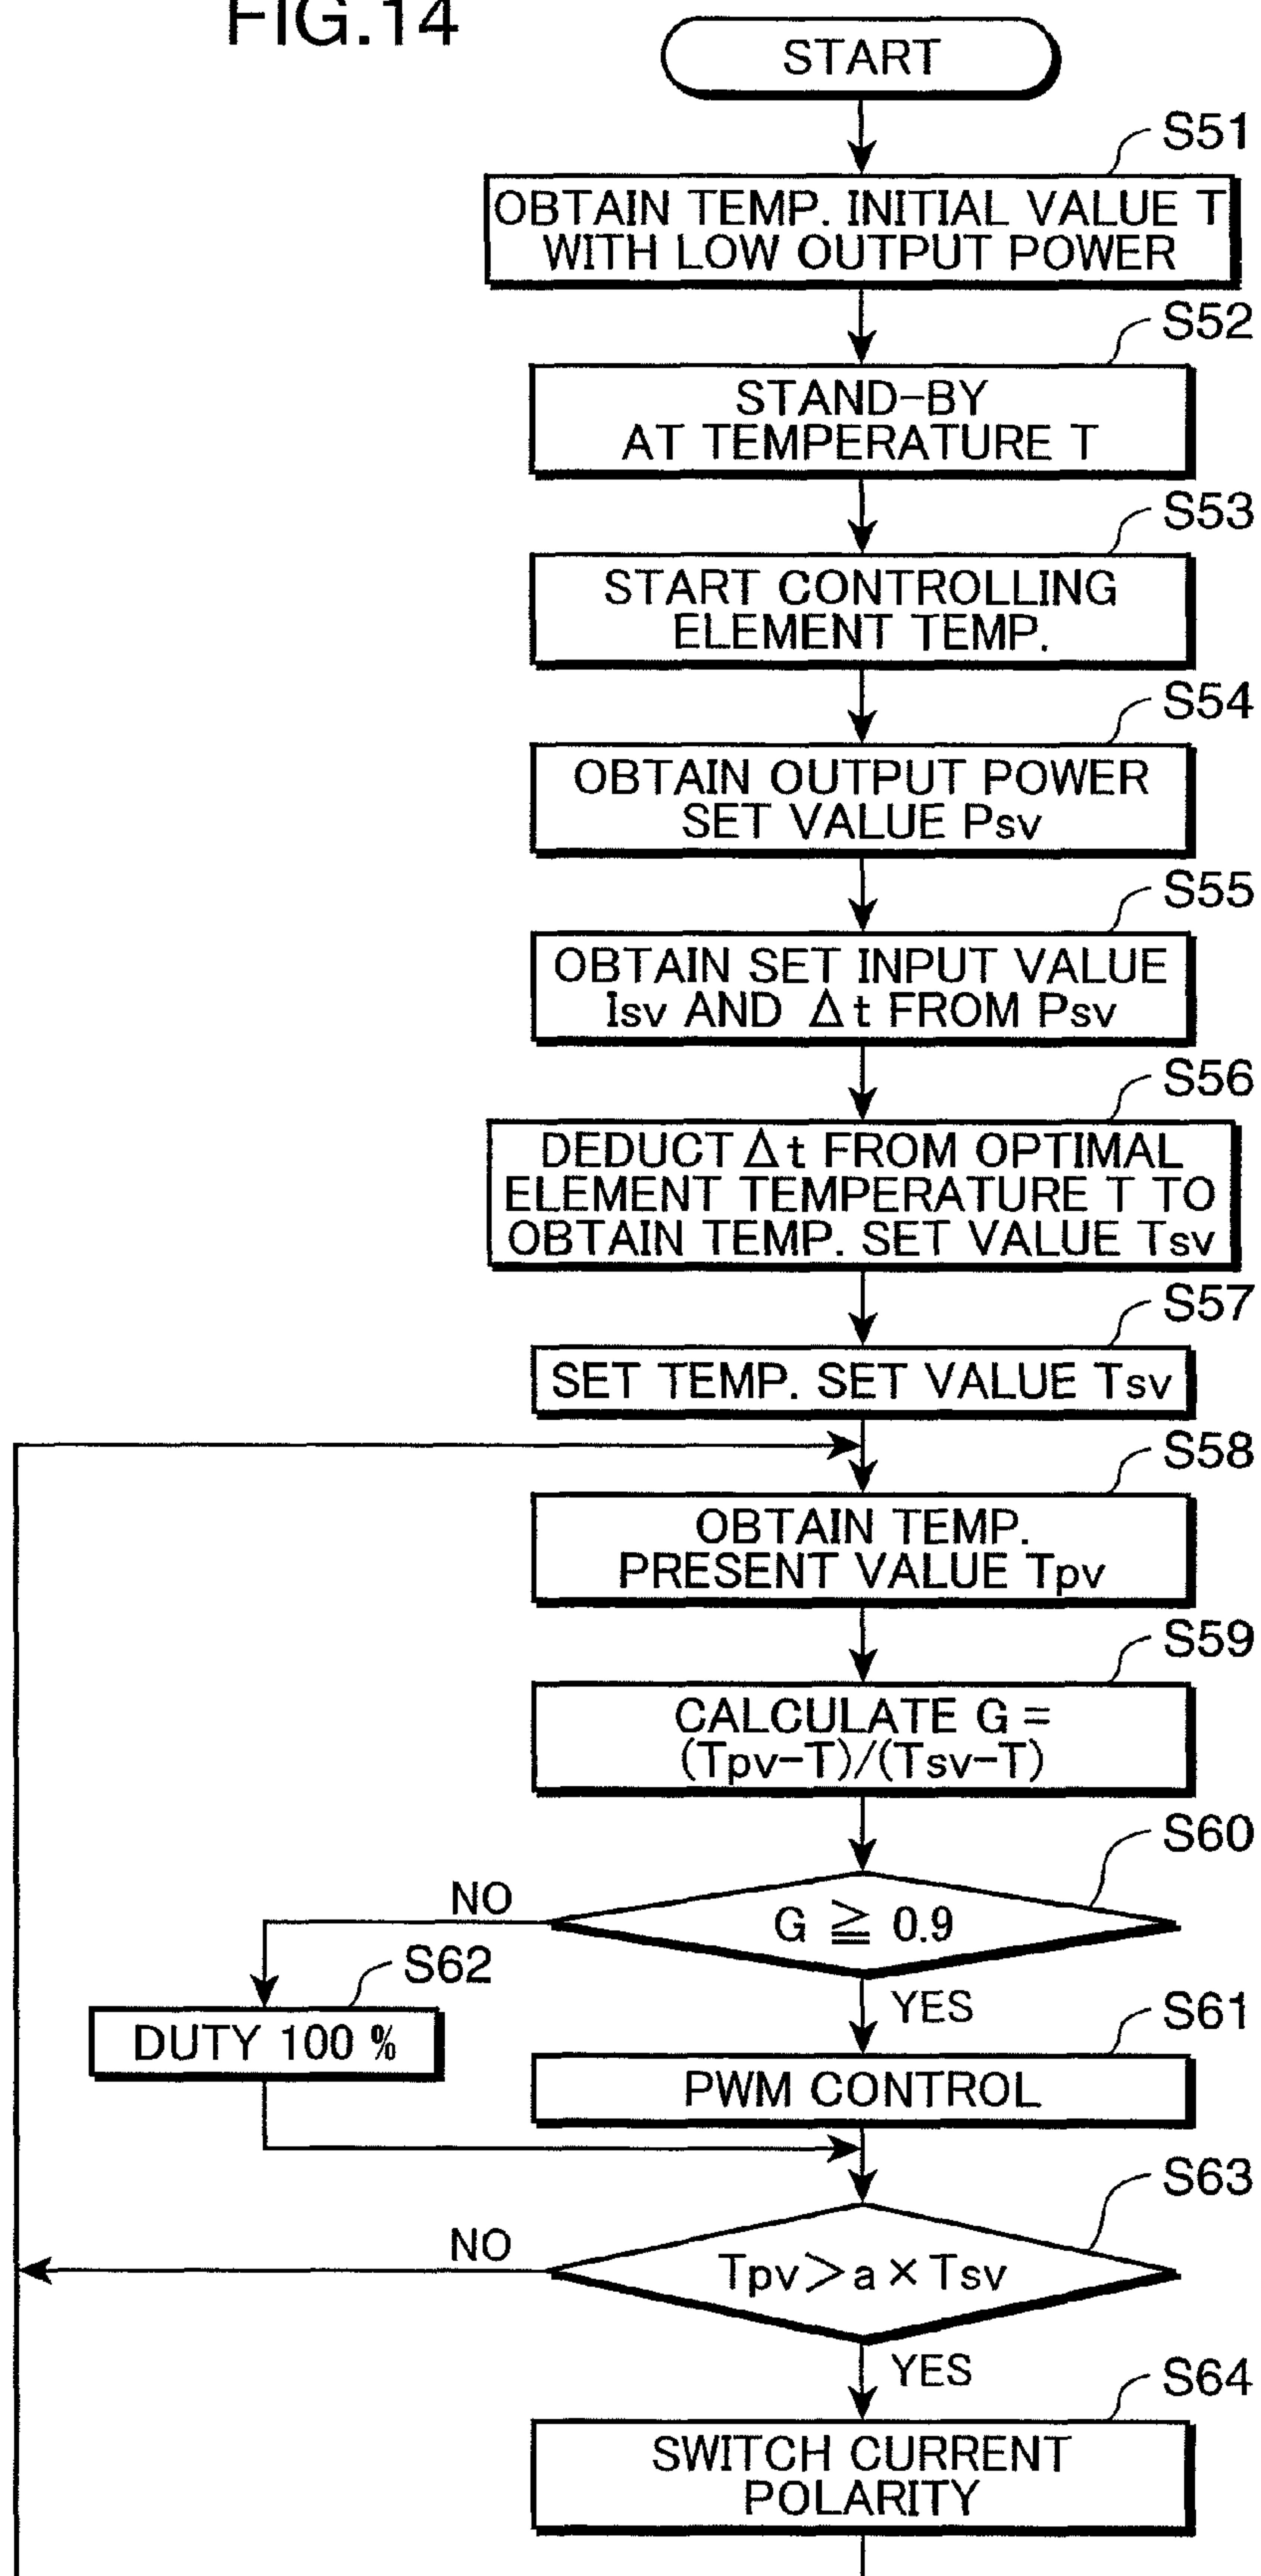 FIG.14
START
S51
OBTAIN TEMP. INITIAL VALUE T
WITH LOW OUTPUT POWER
S52
STAND-BY
AT TEMPERATURE T
S53
START CONTROLLING
ELEMENT TEMP.
S54
OBTAIN OUTPUT POWER
SET VALUE Psv
S55
OBTAIN SET INPUT VALUE
Isv AND Δt FROM Psv
S56
DEDUCT Δt FROM OPTIMAL
ELEMENT TEMPERATURE T TO
OBTAIN TEMP. SET VALUE Tsv
S57
SET TEMP. SET VALUE Tsv
S58
OBTAIN TEMP.
PRESENT VALUE Tpv
S59
CALCULATE G =
(Tpv-T)/(Tsv-T)
S60
NO
G ≧ 0.9
S62
YES
S61
DUTY 100 %
PWM CONTROL
S63
NO
Tpv>a×Tsv
YES
S64
SWITCH CURRENT
POLARITY